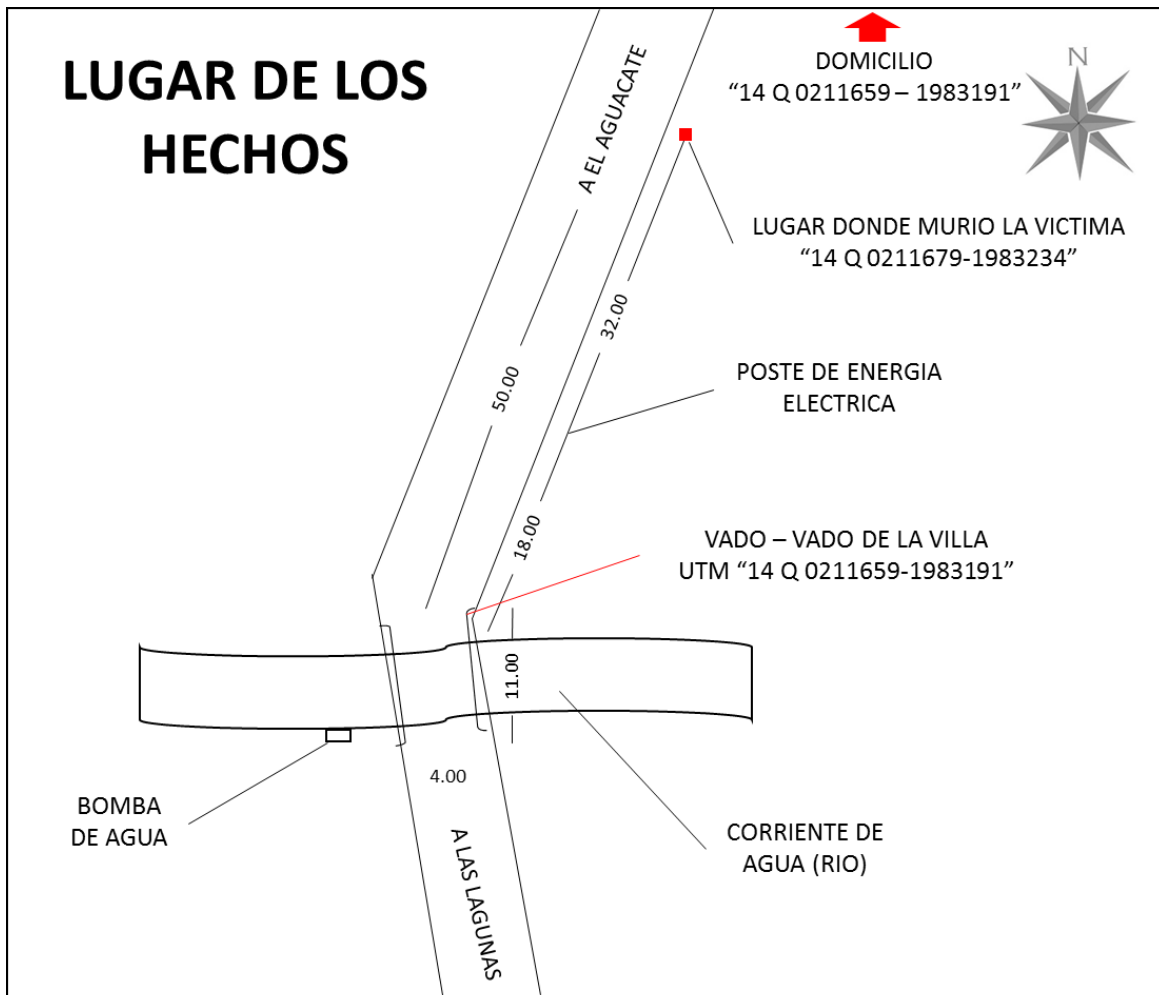 LUGAR DE LOS
HECHOS
DOMICILIO
“14 Q 0211659 – 1983191”
N
A EL AGUACATE
LUGAR DONDE MURIO LA VICTIMA
“14 Q 0211679-1983234”
32.00
50.00
POSTE DE ENERGIA
ELECTRICA
18.00
VADO – VADO DE LA VILLA
UTM “14 Q 0211659-1983191”
11.00
4.00
BOMBA
DE AGUA
A LAS LAGUNAS
CORRIENTE DE
AGUA (RIO)